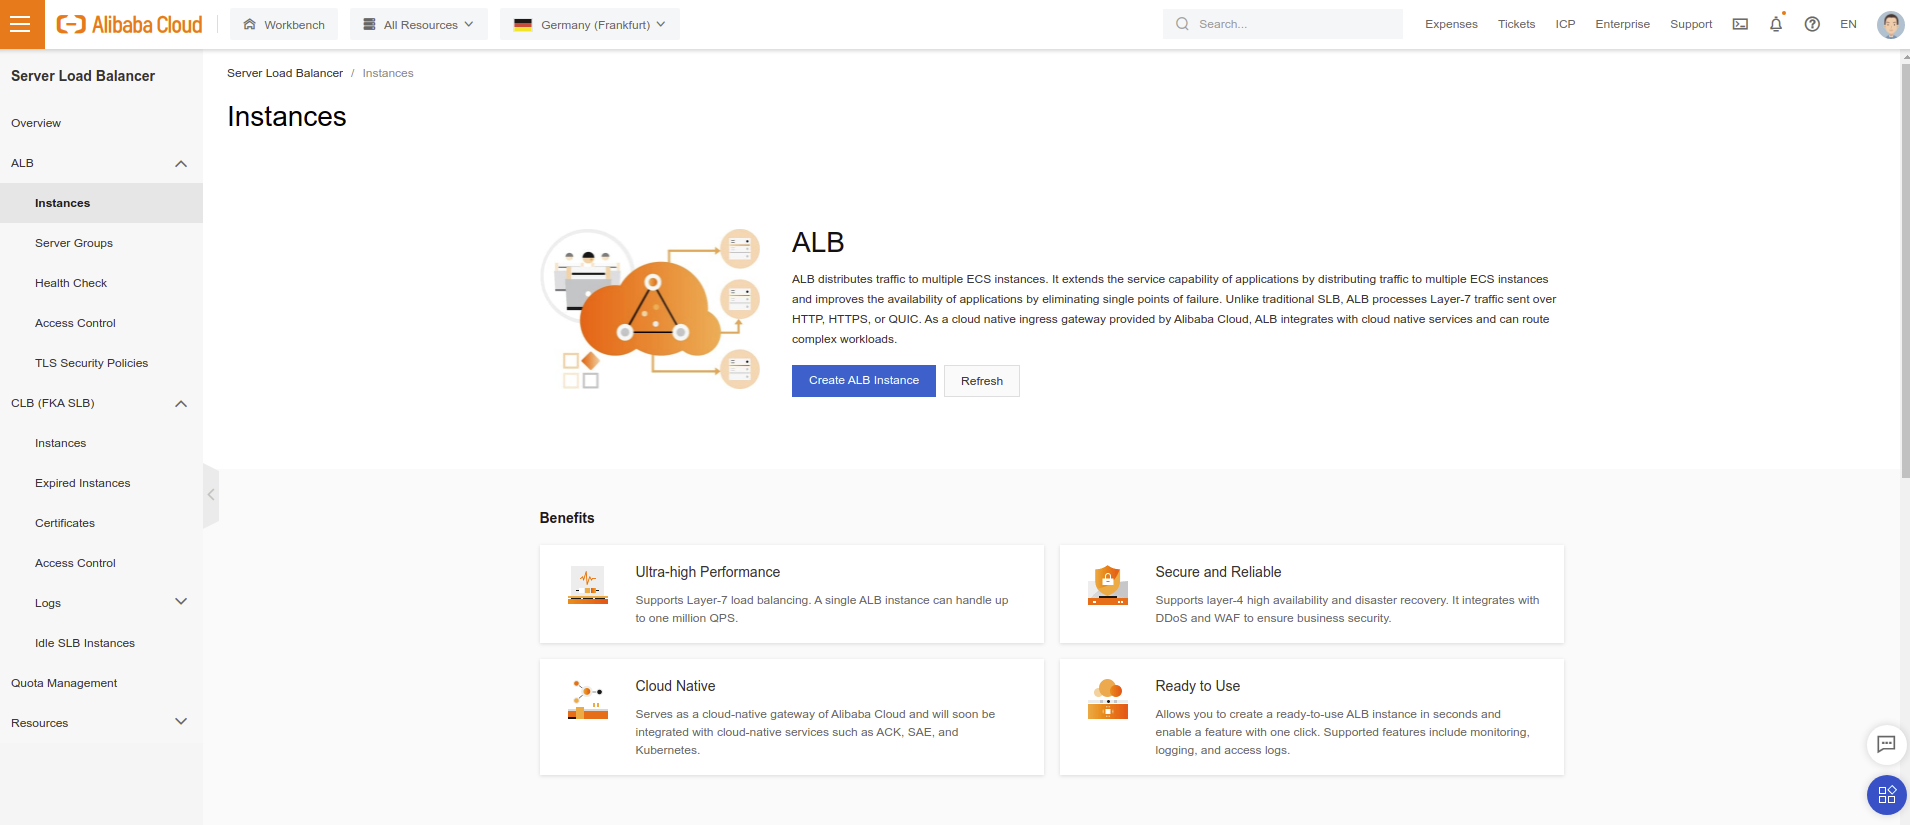 Alibaba Cloud
Workbench
All Resources
Germany (Frankfurt)
Search...
Expenses
Tickets
ICP
Enterprise
Support
EN
Server Load Balancer
Overview
ALB
Instances
Server Groups
Health Check
Access Control
TLS Security Policies
CLB (FKA SLB)
Instances
Expired Instances
Certificates
Access Control
Logs
Idle SLB Instances
Quota Management
Resources
Server Load Balancer / Instances
Instances
ALB
ALB distributes traffic to multiple ECS instances. It extends the service capability of applications by distributing traffic to multiple ECS instances
and improves the availability of applications by eliminating single points of failure. Unlike traditional SLB, ALB processes Layer-7 traffic sent over
HTTP, HTTPS, or QUIC. As a cloud native ingress gateway provided by Alibaba Cloud, ALB integrates with cloud native services and can route
complex workloads.
Create ALB Instance
Refresh
Benefits
Ultra-high Performance
Supports Layer-7 load balancing. A single ALB instance can handle up
to one million QPS.
Secure and Reliable
Supports layer-4 high availability and disaster recovery. It integrates with
DDoS and WAF to ensure business security.
Cloud Native
Serves as a cloud-native gateway of Alibaba Cloud and will soon be
integrated with cloud-native services such as ACK, SAE, and
Kubernetes.
Ready to Use
Allows you to create a ready-to-use ALB instance in seconds and
enable a feature with one click. Supported features include monitoring,
logging, and access logs.